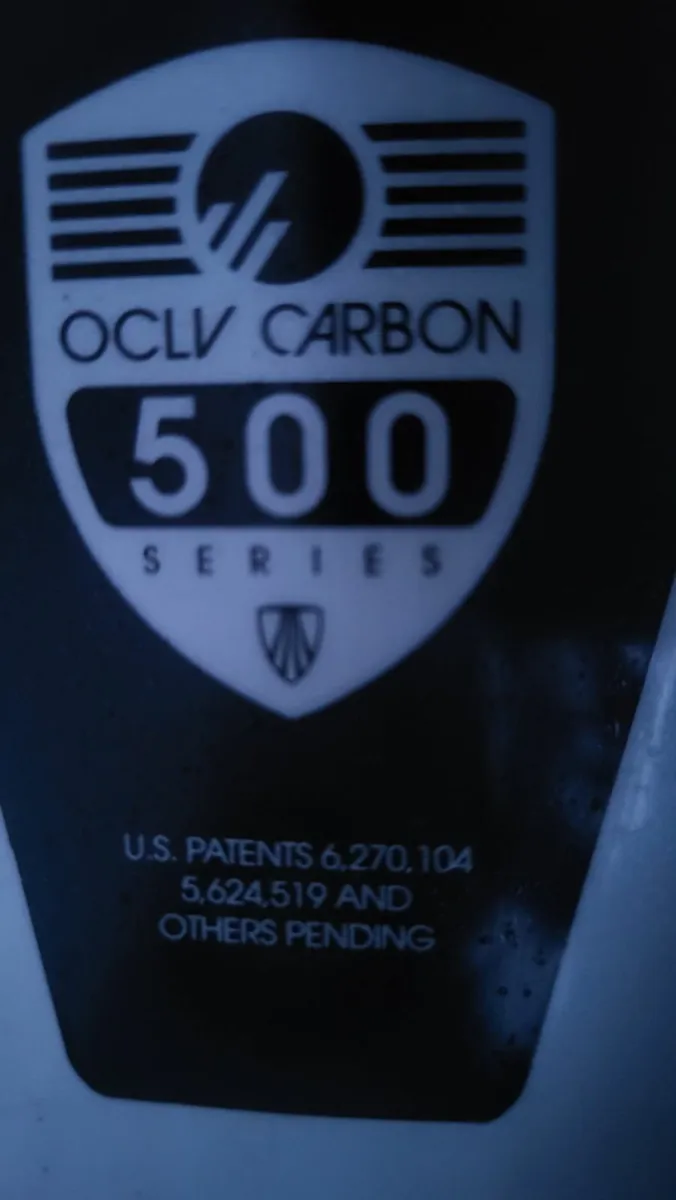 OCLV CARBON
500
SERIES
U.S. PATENTS 6,270,104
5,624,519 AND
OTHERS PENDING